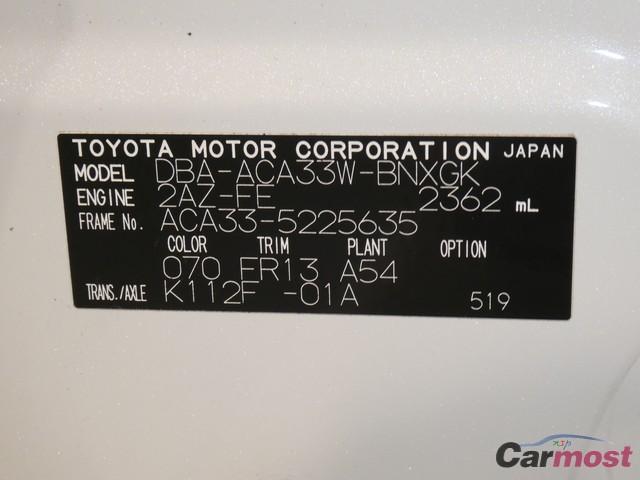 TOYOTA MOTOR CORPORATION JAPAN
MODEL DBA-ACA33W-BNXGK
ENGINE 2AZ-FE 2362 mL
FRAME No. ACA33-5225635
COLOR TRIM PLANT OPTION
070 FR13 A54
TRANS./AXLE K112F -01A 519
Carmost